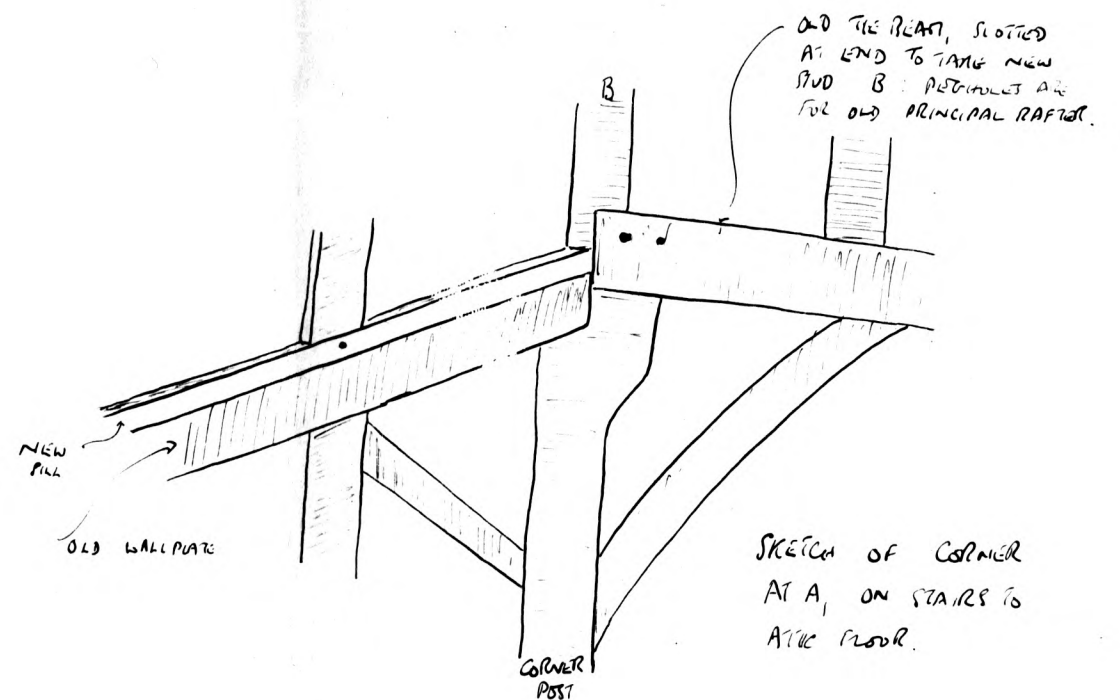 OLD TIE BEAM, SLOTTED
AT END TO TAKE NEW
STUD B : PEGHOLES ARE
FOR OLD PRINCIPAL RAFTER.
B
NEW
SILL
OLD WALLPLATE
SKETCH OF CORNER
AT A, ON STAIRS TO
ATTIC FLOOR.
CORNER
POST